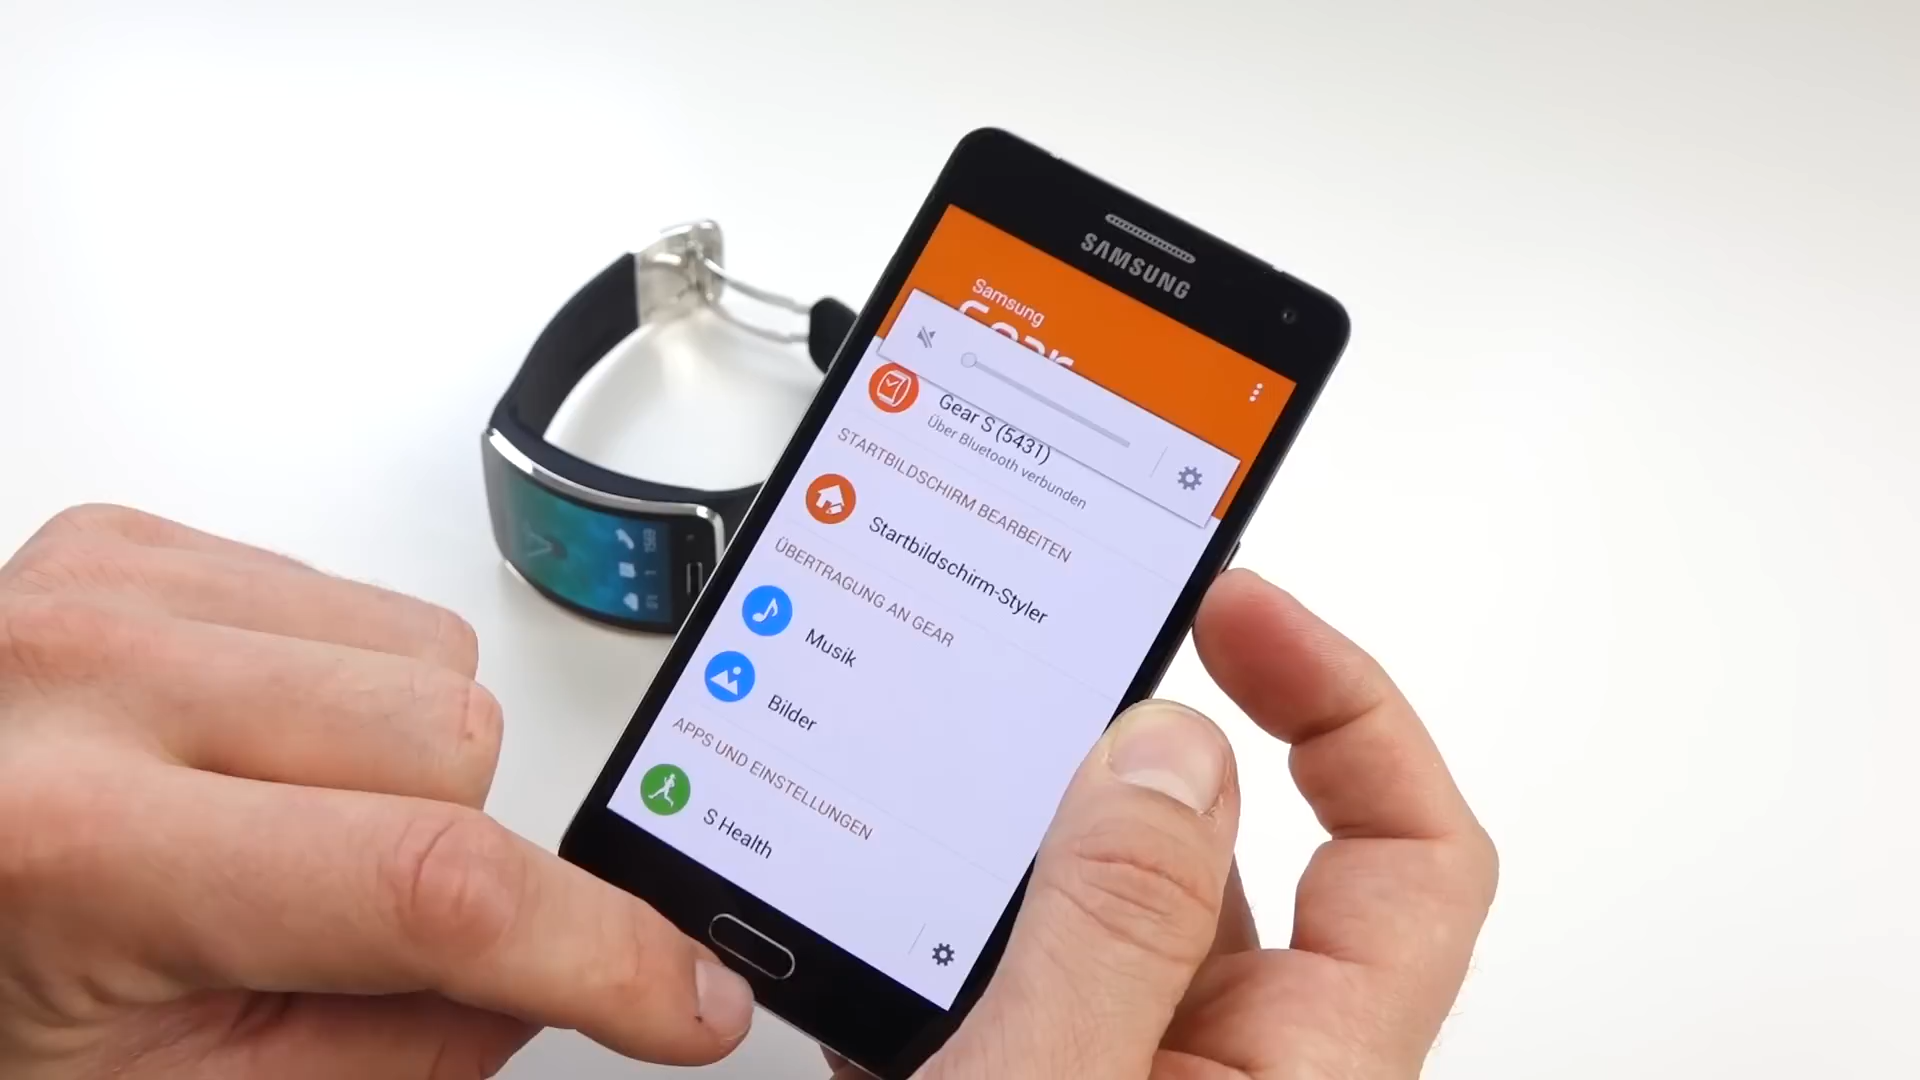 SAMSUNG
Samsung
Gear S (5431)
Über Bluetooth verbunden
STARTBILDSCHIRM BEARBEITEN
Startbildschirm-Styler
ÜBERTRAGUNG AN GEAR
Musik
Bilder
APPS UND EINSTELLUNGEN
S Health